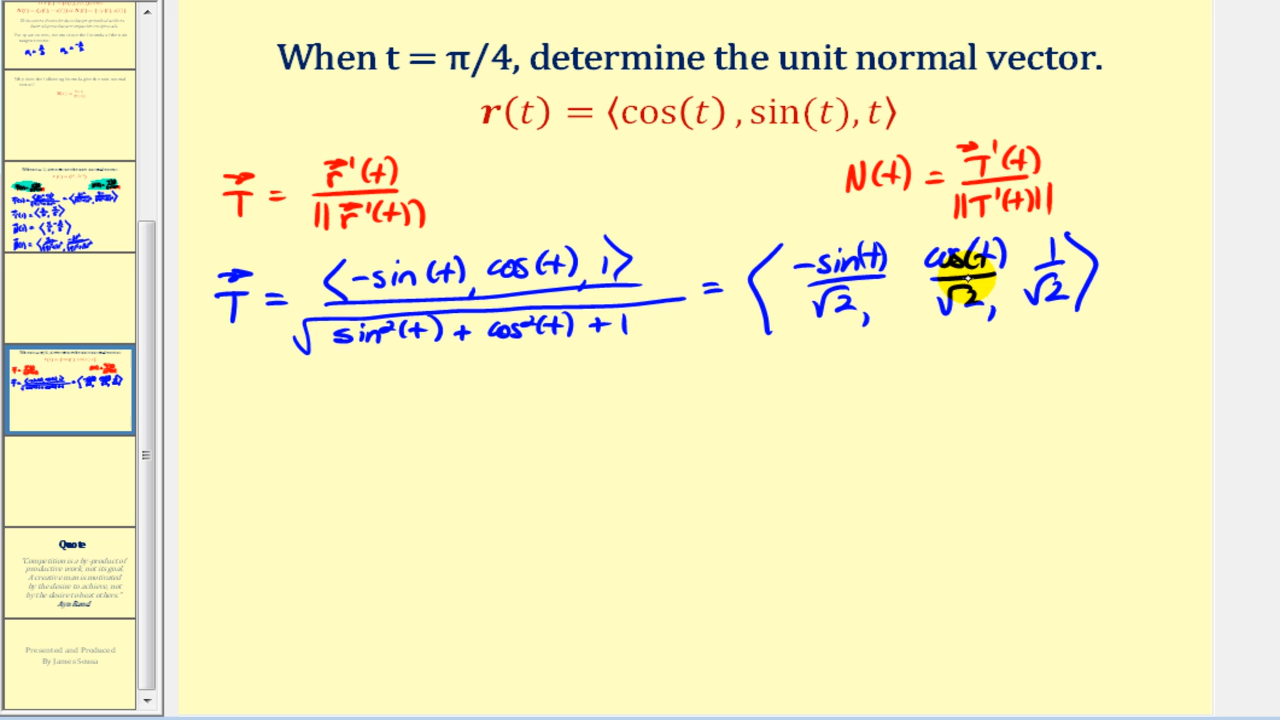 When t = π/4, determine the unit normal vector.
r(t) = ⟨cos(t) , sin(t), t⟩
T⃗ = r⃗'(t) / ||r⃗'(t)||
N(t) = T⃗'(t) / ||T'(t)||
T⃗ = ⟨-sin(t), cos(t), 1⟩ / √(sin²(t) + cos²(t) + 1) = ⟨-sin(t)/√2, cos(t)/√2, 1/√2⟩
Quote
"Competition is a by-product of
productive work, not its goal.
A creative man is motivated
by the desire to achieve, not
by the desire to beat others."
Ayn Rand
Presented and Produced
By James Sousa